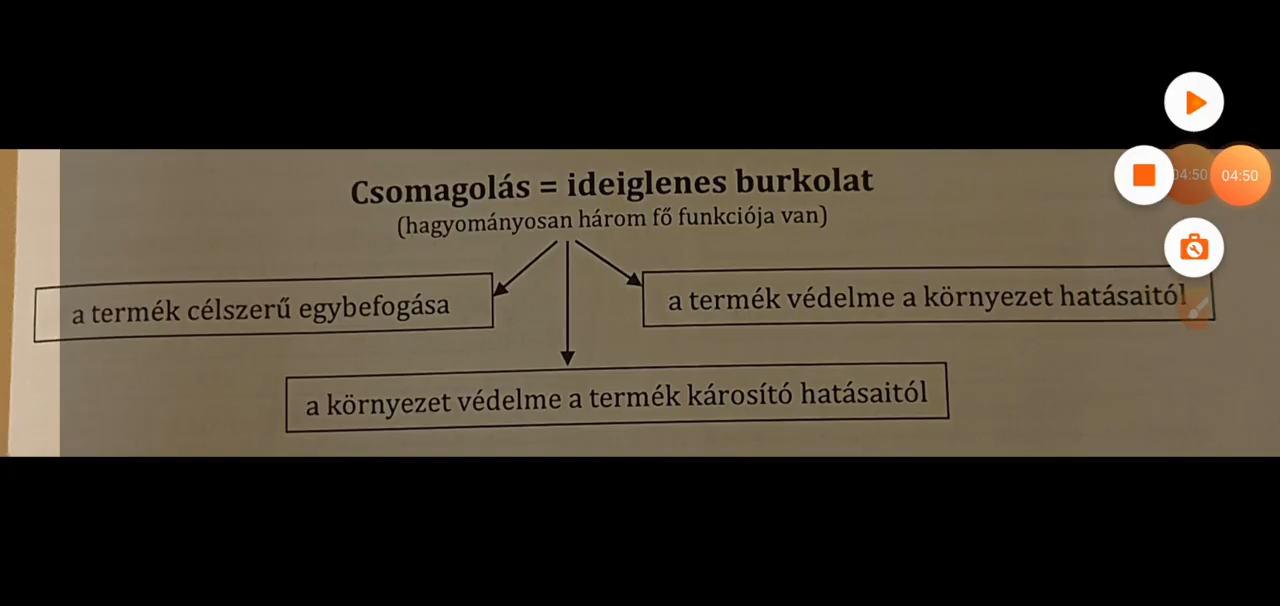 Csomagolás = ideiglenes burkolat
(hagyományosan három fő funkciója van)
a termék célszerű egybefogása
a termék védelme a környezet hatásaitól
a környezet védelme a termék károsító hatásaitól
04:50
04:50